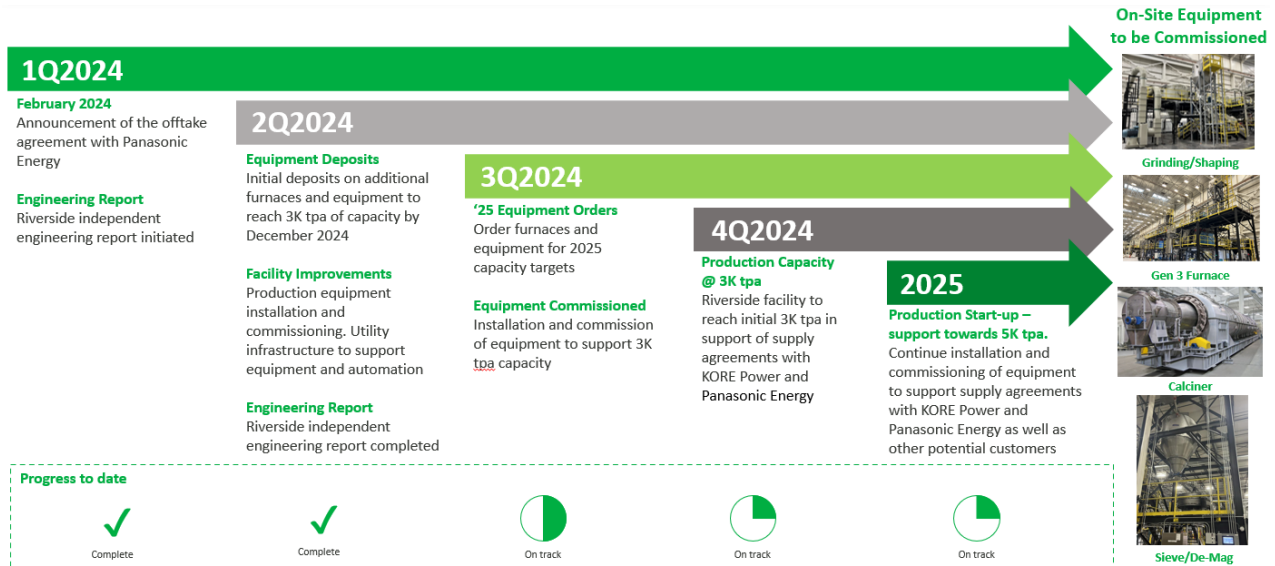 On-Site Equipment
to be Commissioned
1Q2024
February 2024
Announcement of the offtake
agreement with Panasonic
Energy
Engineering Report
Riverside independent
engineering report initiated
2Q2024
Equipment Deposits
Initial deposits on additional
furnaces and equipment to
reach 3K tpa of capacity by
December 2024
Facility Improvements
Production equipment
installation and
commissioning. Utility
infrastructure to support
equipment and automation
Engineering Report
Riverside independent
engineering report completed
3Q2024
‘25 Equipment Orders
Order furnaces and
equipment for 2025
capacity targets
Equipment Commissioned
Installation and commission
of equipment to support 3K
tpa capacity
4Q2024
Production Capacity
@ 3K tpa
Riverside facility to
reach initial 3K tpa in
support of supply
agreements with
KORE Power and
Panasonic Energy
2025
Production Start-up –
support towards 5K tpa.
Continue installation and
commissioning of equipment
to support supply agreements
with KORE Power and
Panasonic Energy as well as
other potential customers
Grinding/Shaping
Gen 3 Furnace
Calciner
Sieve/De-Mag
Progress to date
Complete
Complete
On track
On track
On track